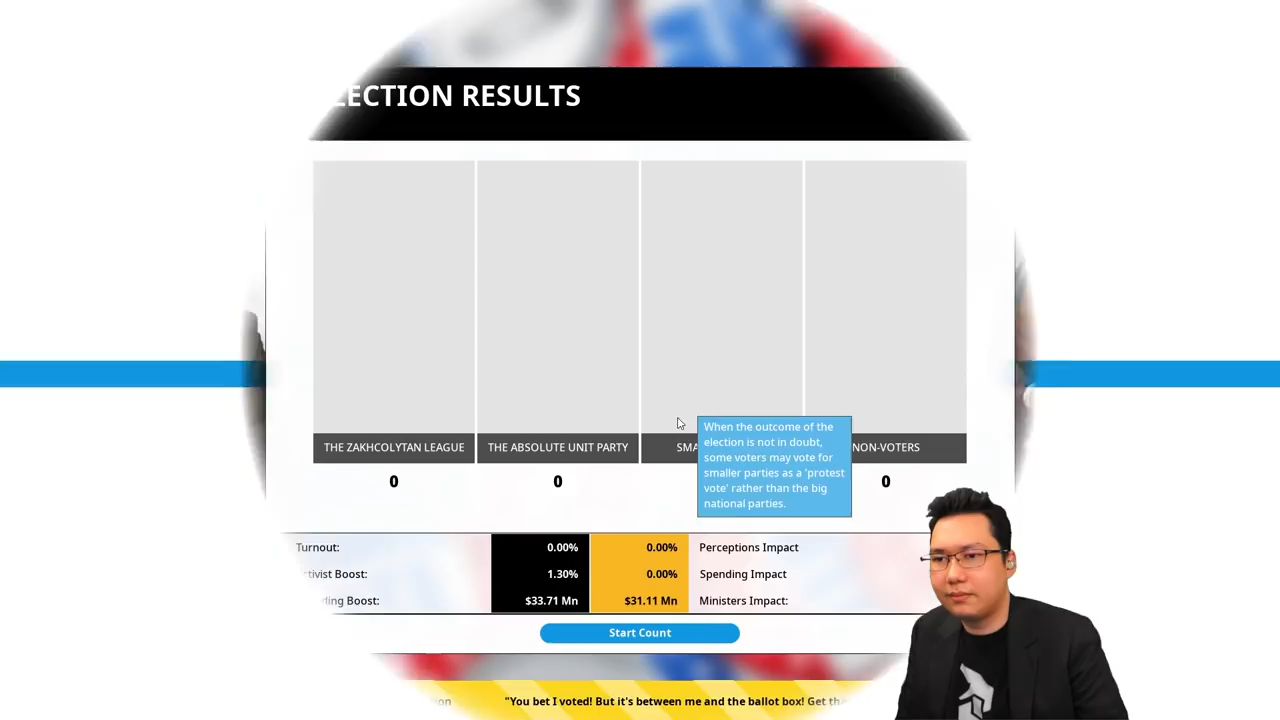 ECTION RESULTS
THE ZAKHCOLYTAN LEAGUE
THE ABSOLUTE UNIT PARTY
SMA
NON-VOTERS
0
0
0
When the outcome of the
election is not in doubt,
some voters may vote for
smaller parties as a 'protest
vote' rather than the big
national parties.
Turnout: 0.00% 0.00% Perceptions Impact
tivist Boost: 1.30% 0.00% Spending Impact
ding Boost: $33.71 Mn $31.11 Mn Ministers Impact:
Start Count
on "You bet I voted! But it's between me and the ballot box! Get the